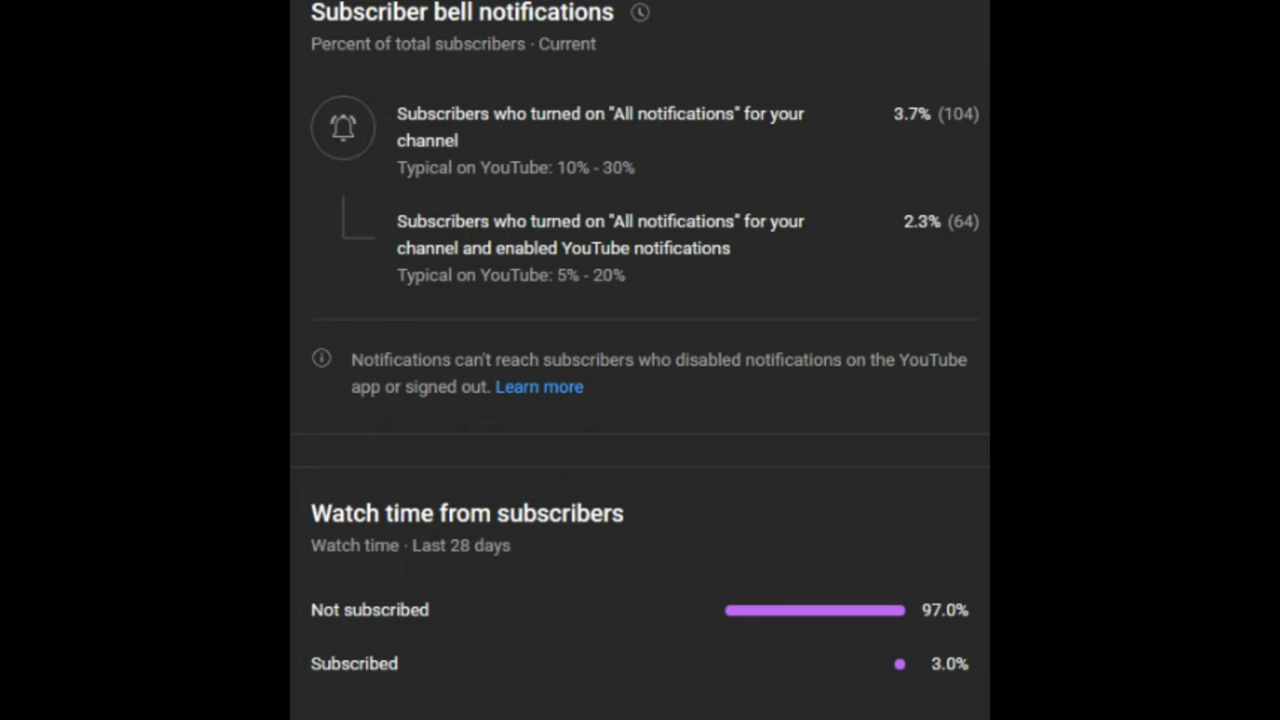 Subscriber bell notifications
Percent of total subscribers · Current
Subscribers who turned on "All notifications" for your 3.7% (104)
channel
Typical on YouTube: 10% - 30%
Subscribers who turned on "All notifications" for your 2.3% (64)
channel and enabled YouTube notifications
Typical on YouTube: 5% - 20%
Notifications can't reach subscribers who disabled notifications on the YouTube
app or signed out. Learn more
Watch time from subscribers
Watch time · Last 28 days
Not subscribed 97.0%
Subscribed 3.0%